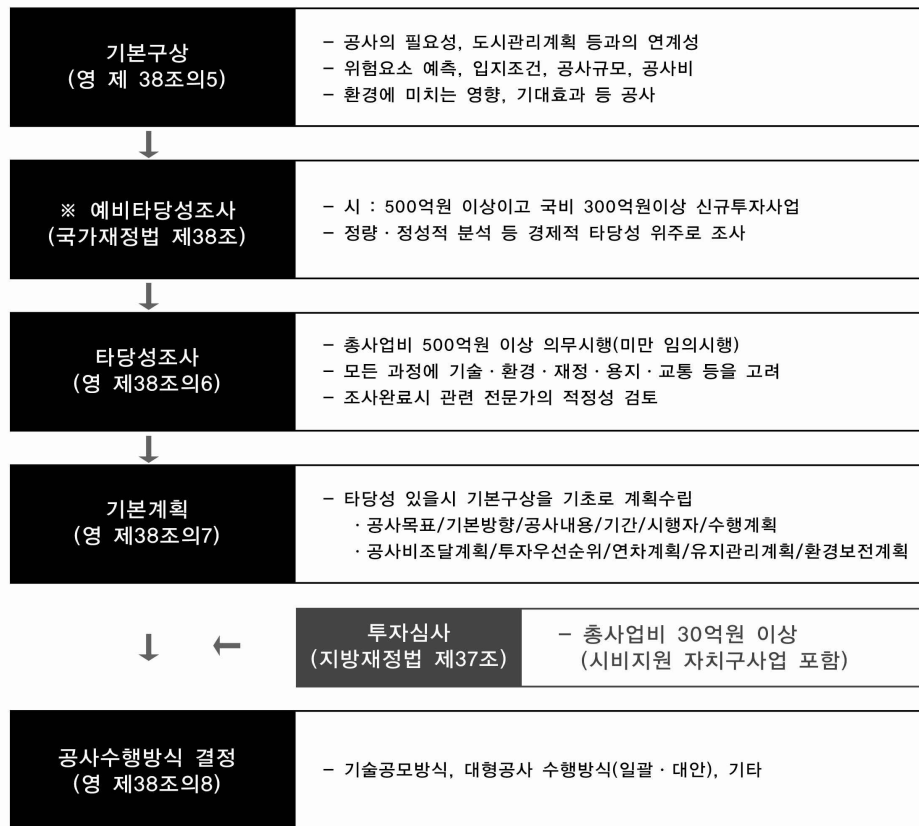 기본구상
(영 제 38조의5)
- 공사의 필요성, 도시관리계획 등과의 연계성
- 위험요소 예측, 입지조건, 공사규모, 공사비
- 환경에 미치는 영향, 기대효과 등 공사
※ 예비타당성조사
(국가재정법 제38조)
- 시 : 500억원 이상이고 국비 300억원이상 신규투자사업
- 정량·정성적 분석 등 경제적 타당성 위주로 조사
타당성조사
(영 제38조의6)
- 총사업비 500억원 이상 의무시행(미만 임의시행)
- 모든 과정에 기술·환경·재정·용지·교통 등을 고려
- 조사완료시 관련 전문가의 적정성 검토
기본계획
(영 제38조의7)
- 타당성 있을시 기본구상을 기초로 계획수립
· 공사목표/기본방향/공사내용/기간/시행자/수행계획
· 공사비조달계획/투자우선순위/연차계획/유지관리계획/환경보전계획
투자심사
(지방재정법 제37조)
- 총사업비 30억원 이상
(시비지원 자치구사업 포함)
공사수행방식 결정
(영 제38조의8)
- 기술공모방식, 대형공사 수행방식(일괄·대안), 기타